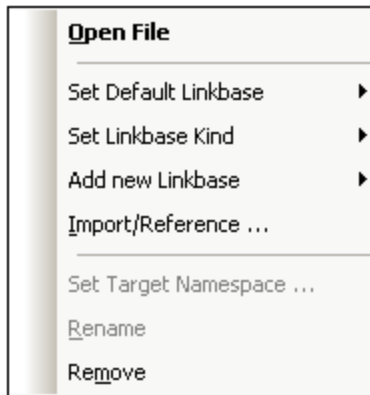 Open File
Set Default Linkbase
Set Linkbase Kind
Add new Linkbase
Import/Reference ...
Set Target Namespace ...
Rename
Remove